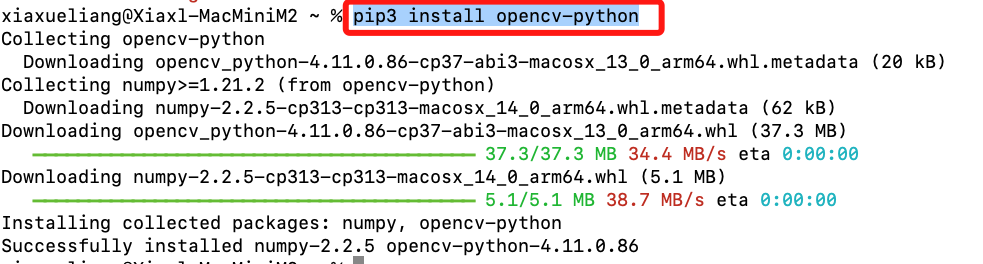 xiaxueliang@Xiaxl-MacMiniM2 ~ % pip3 install opencv-python
Collecting opencv-python
  Downloading opencv_python-4.11.0.86-cp37-abi3-macosx_13_0_arm64.whl.metadata (20 kB)
Collecting numpy>=1.21.2 (from opencv-python)
  Downloading numpy-2.2.5-cp313-cp313-macosx_14_0_arm64.whl.metadata (62 kB)
Downloading opencv_python-4.11.0.86-cp37-abi3-macosx_13_0_arm64.whl (37.3 MB)
37.3/37.3 MB 34.4 MB/s eta 0:00:00
Downloading numpy-2.2.5-cp313-cp313-macosx_14_0_arm64.whl (5.1 MB)
5.1/5.1 MB 38.7 MB/s eta 0:00:00
Installing collected packages: numpy, opencv-python
Successfully installed numpy-2.2.5 opencv-python-4.11.0.86
xiaxueliang@Xiaxl-MacMiniM2 ~ %